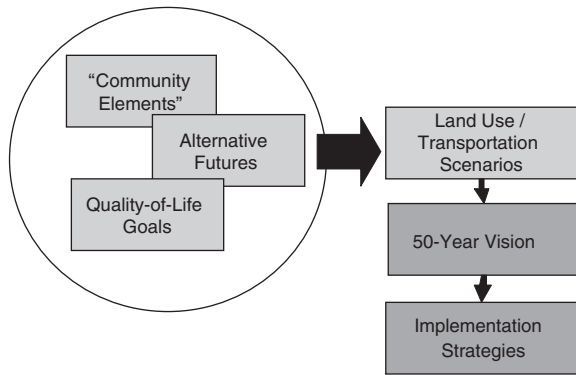 “Community
Elements”
Alternative
Futures
Quality-of-Life
Goals
Land Use /
Transportation
Scenarios
50-Year Vision
Implementation
Strategies